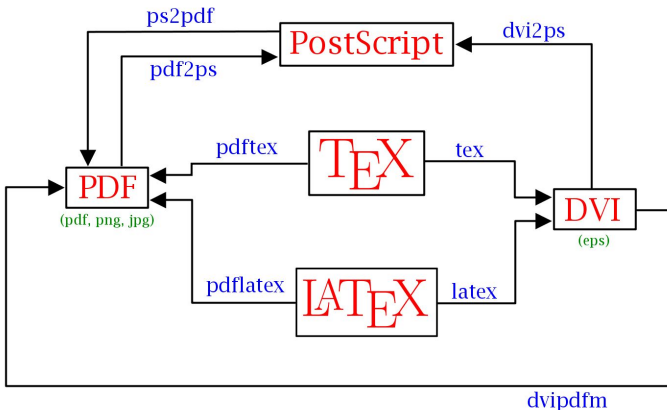 ps2pdf
PostScript
dvi2ps
pdf2ps
pdftex
TEX
tex
PDF
DVI
(pdf, png, jpg)
(eps)
pdflatex
LATEX
latex
dvipdfm